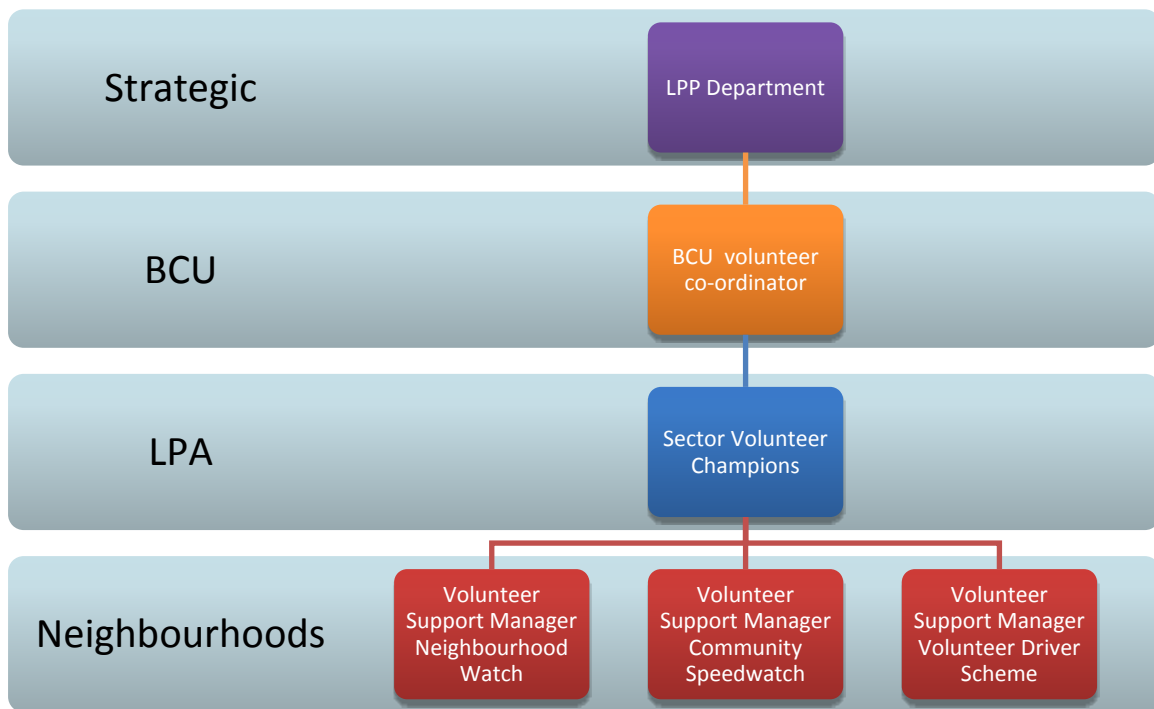 Strategic
LPP Department
BCU
BCU volunteer
co-ordinator
LPA
Sector Volunteer
Champions
Neighbourhoods
Volunteer
Support Manager
Neighbourhood
Watch
Volunteer
Support Manager
Community
Speedwatch
Volunteer
Support Manager
Volunteer Driver
Scheme